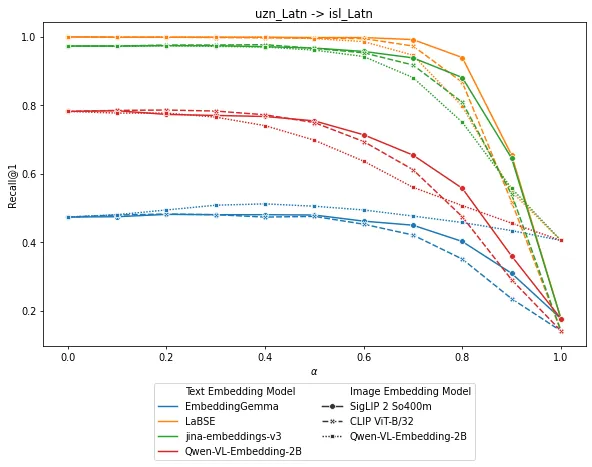 uzn_Latn -> isl_Latn
Recall@1
1.0
0.8
0.6
0.4
0.2
0.0 0.2 0.4 0.6 0.8 1.0
α
Text Embedding Model
EmbeddingGemma
LaBSE
jina-embeddings-v3
Qwen-VL-Embedding-2B
Image Embedding Model
SigLIP 2 So400m
CLIP ViT-B/32
Qwen-VL-Embedding-2B